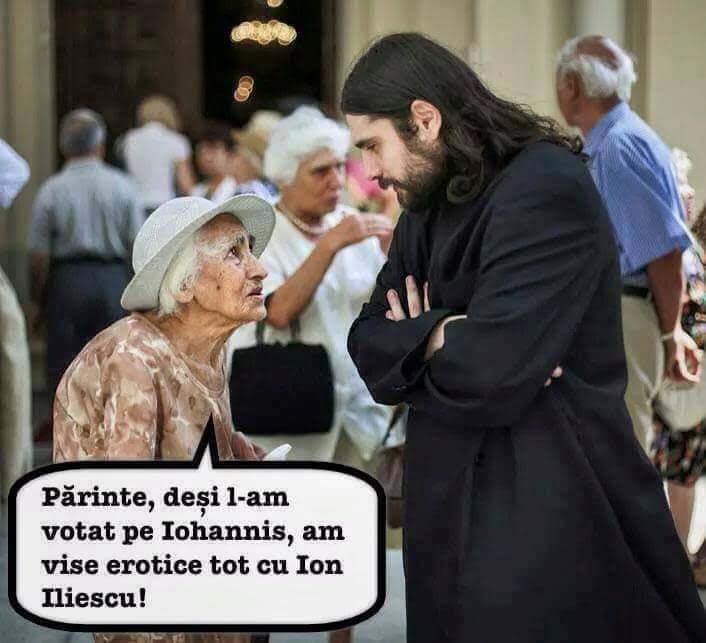 Părinte, deși l-am
votat pe Iohannis, am
vise erotice tot cu Ion
Iliescu!